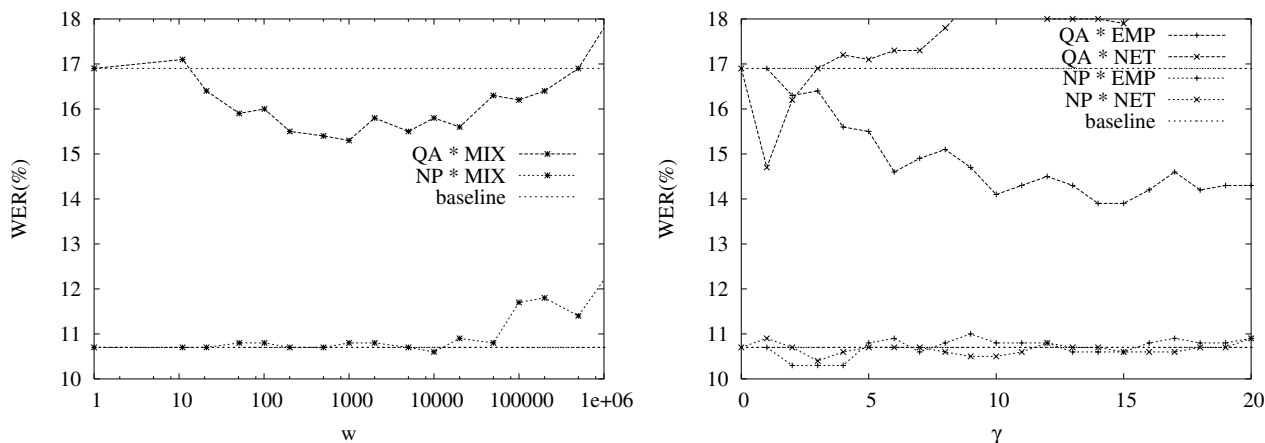 18
17
16
15
14
13
12
11
10
WER(%)
QA * MIX
NP * MIX
baseline
1 10 100 1000 10000 100000 1e+06
w
18
17
16
15
14
13
12
11
10
WER(%)
QA * EMP
QA * NET
NP * EMP
NP * NET
baseline
0 5 10 15 20
γ